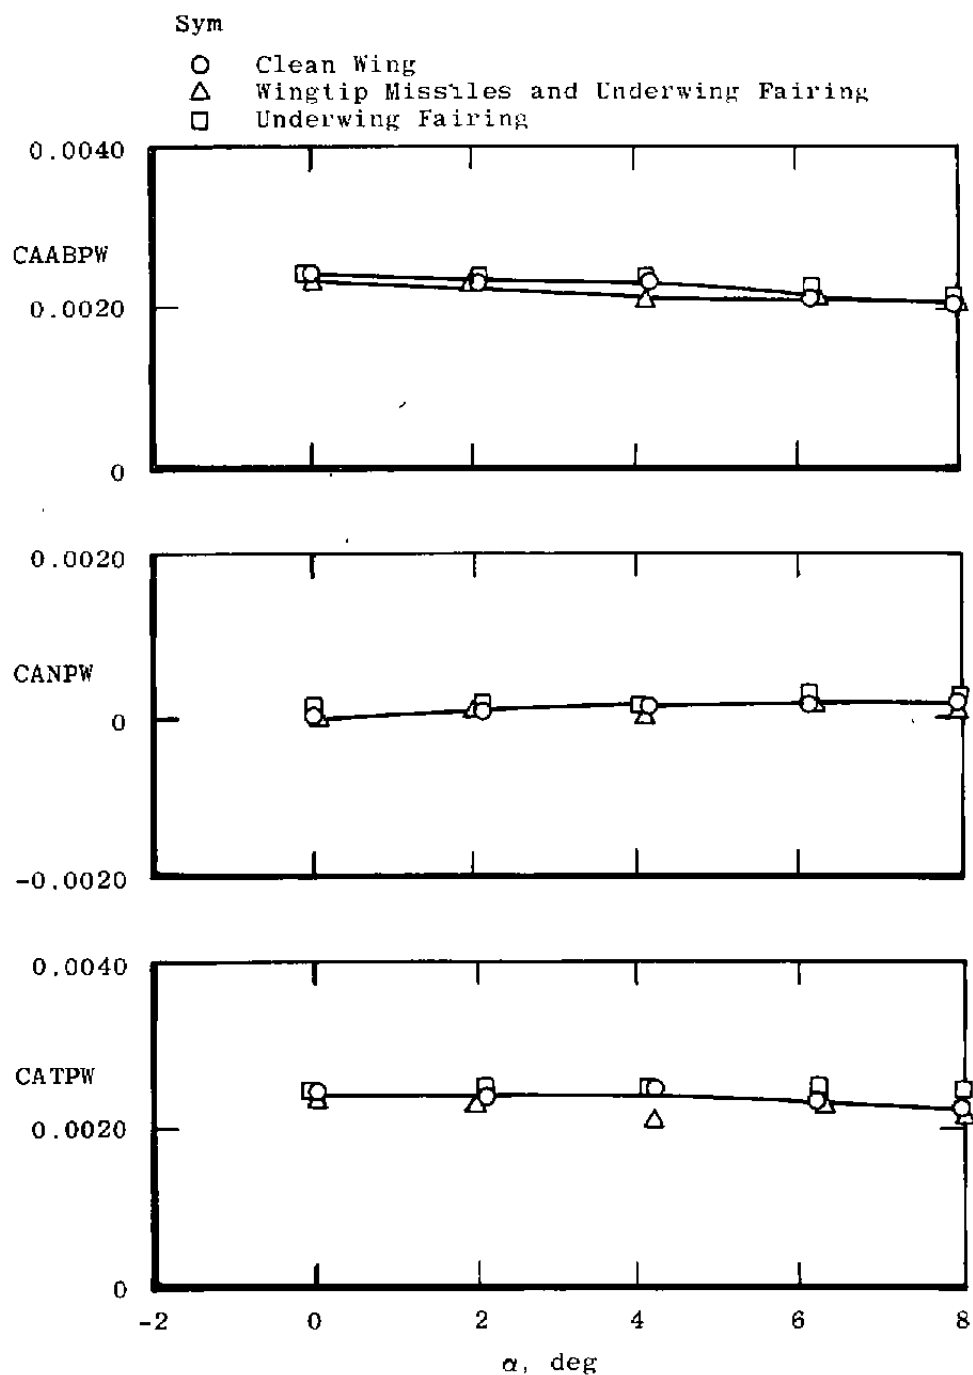 Sym
Clean Wing
Wingtip Missiles and Underwing Fairing
Underwing Fairing
0.0040
CAABPW
0.0020
0
0.0020
CANPW
0
-0.0020
0.0040
CATPW
0.0020
0
-2 0 2 4 6 8
α, deg